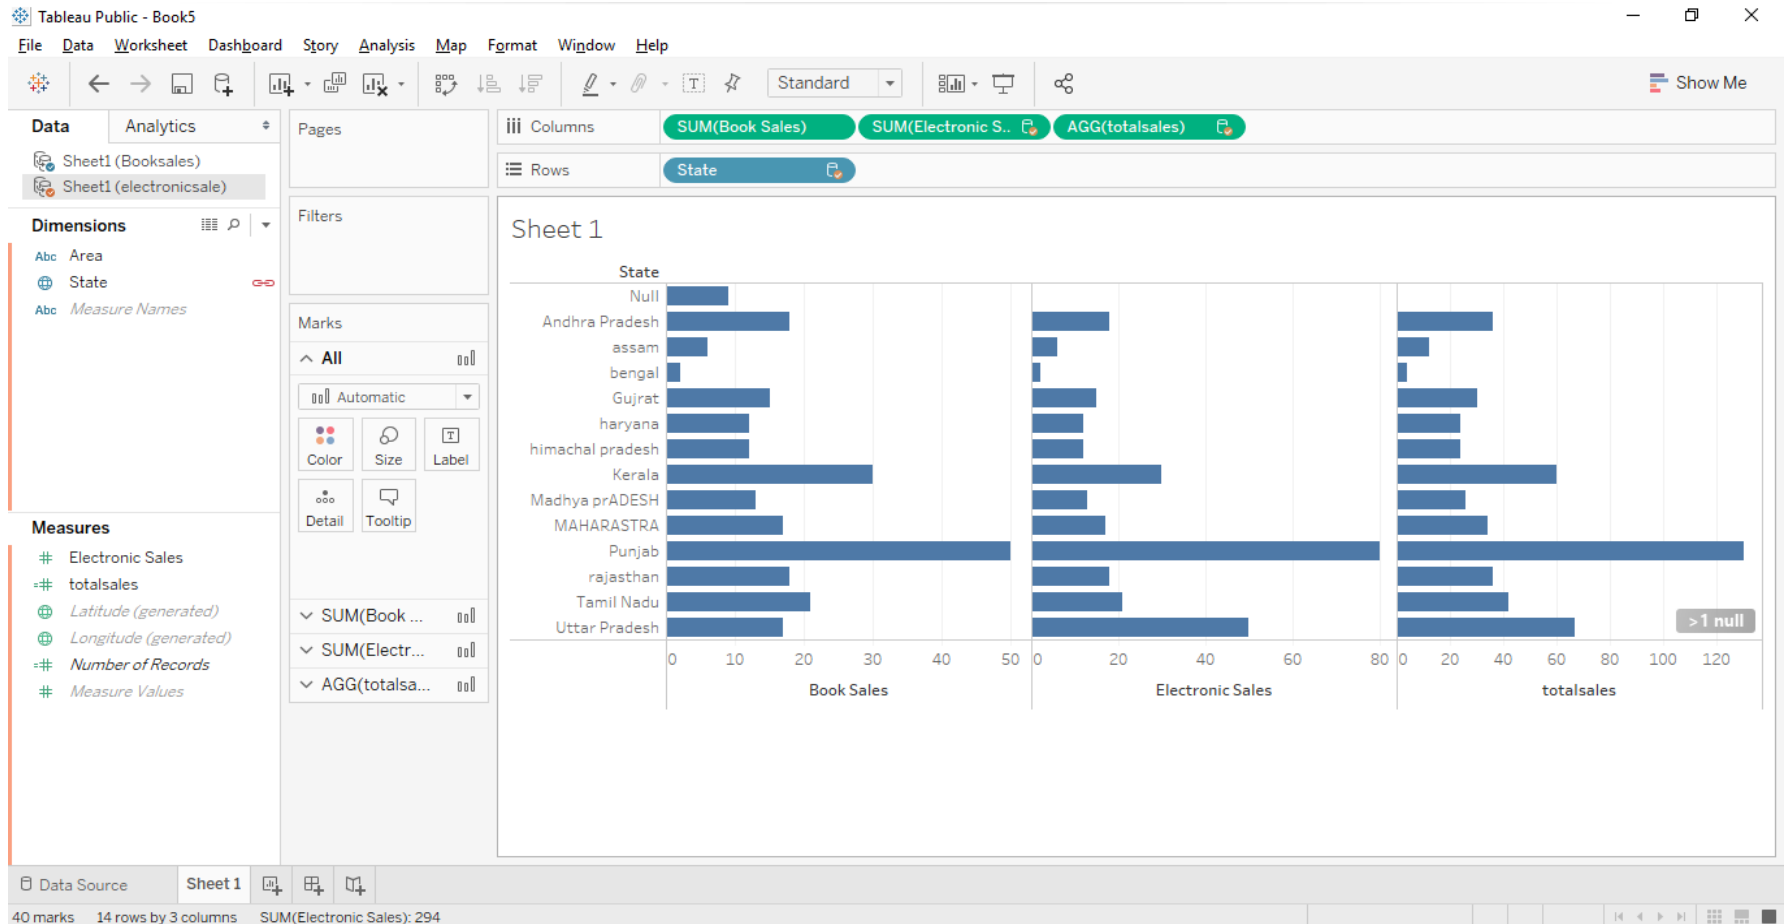 Tableau Public - Book5
File Data Worksheet Dashboard Story Analysis Map Format Window Help
Standard
Show Me
Data Analytics
Sheet1 (Booksales)
Sheet1 (electronicsale)
Dimensions
Abc Area
State
Abc Measure Names
Measures
# Electronic Sales
=# totalsales
Latitude (generated)
Longitude (generated)
=# Number of Records
# Measure Values
Pages
Filters
Marks
All
Automatic
Color Size Label
Detail Tooltip
SUM(Book ...
SUM(Electr...
AGG(totalsa...
Columns SUM(Book Sales) SUM(Electronic S.. AGG(totalsales)
Rows State
Sheet 1
State
Null
Andhra Pradesh
assam
bengal
Gujrat
haryana
himachal pradesh
Kerala
Madhya prADESH
MAHARASTRA
Punjab
rajasthan
Tamil Nadu
Uttar Pradesh
>1 null
0 10 20 30 40 50 0 20 40 60 80 0 20 40 60 80 100 120
Book Sales Electronic Sales totalsales
Data Source Sheet 1
40 marks 14 rows by 3 columns SUM(Electronic Sales): 294